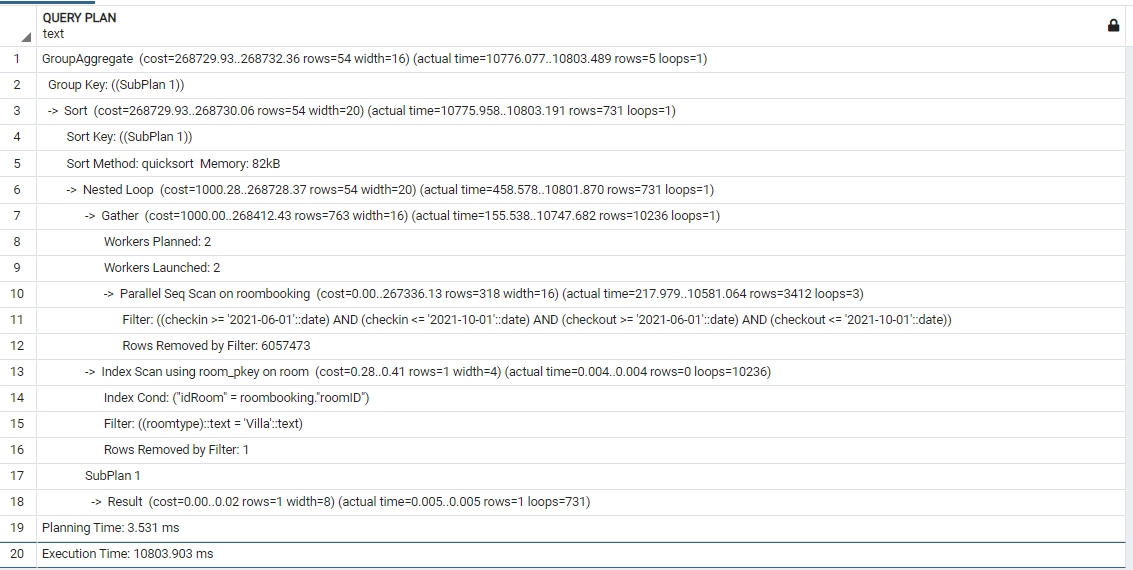 QUERY PLAN
text
1 GroupAggregate (cost=268729.93..268732.36 rows=54 width=16) (actual time=10776.077..10803.489 rows=5 loops=1)
2 Group Key: ((SubPlan 1))
3 -> Sort (cost=268729.93..268730.06 rows=54 width=20) (actual time=10775.958..10803.191 rows=731 loops=1)
4 Sort Key: ((SubPlan 1))
5 Sort Method: quicksort Memory: 82kB
6 -> Nested Loop (cost=1000.28..268728.37 rows=54 width=20) (actual time=458.578..10801.870 rows=731 loops=1)
7 -> Gather (cost=1000.00..268412.43 rows=763 width=16) (actual time=155.538..10747.682 rows=10236 loops=1)
8 Workers Planned: 2
9 Workers Launched: 2
10 -> Parallel Seq Scan on roombooking (cost=0.00..267336.13 rows=318 width=16) (actual time=217.979..10581.064 rows=3412 loops=3)
11 Filter: ((checkin >= '2021-06-01'::date) AND (checkin <= '2021-10-01'::date) AND (checkout >= '2021-06-01'::date) AND (checkout <= '2021-10-01'::date))
12 Rows Removed by Filter: 6057473
13 -> Index Scan using room_pkey on room (cost=0.28..0.41 rows=1 width=4) (actual time=0.004..0.004 rows=0 loops=10236)
14 Index Cond: ("idRoom" = roombooking."roomID")
15 Filter: ((roomtype)::text = 'Villa'::text)
16 Rows Removed by Filter: 1
17 SubPlan 1
18 -> Result (cost=0.00..0.02 rows=1 width=8) (actual time=0.005..0.005 rows=1 loops=731)
19 Planning Time: 3.531 ms
20 Execution Time: 10803.903 ms